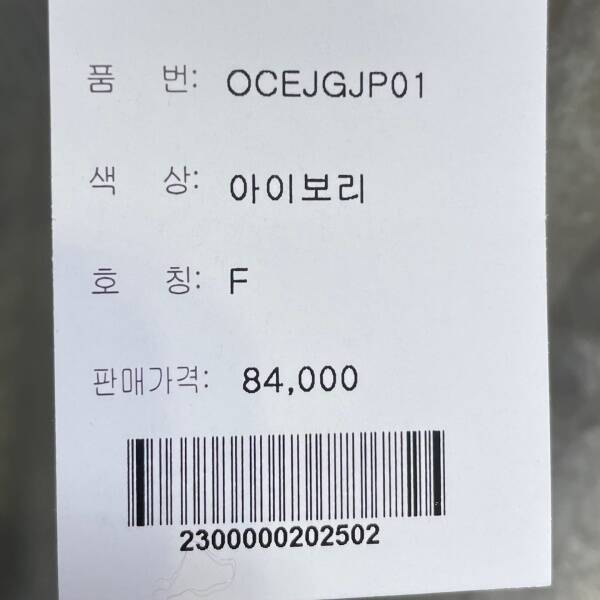 품 번: OCEJGJP01
색 상: 아이보리
호 칭: F
판매가격: 84,000
2300000202502